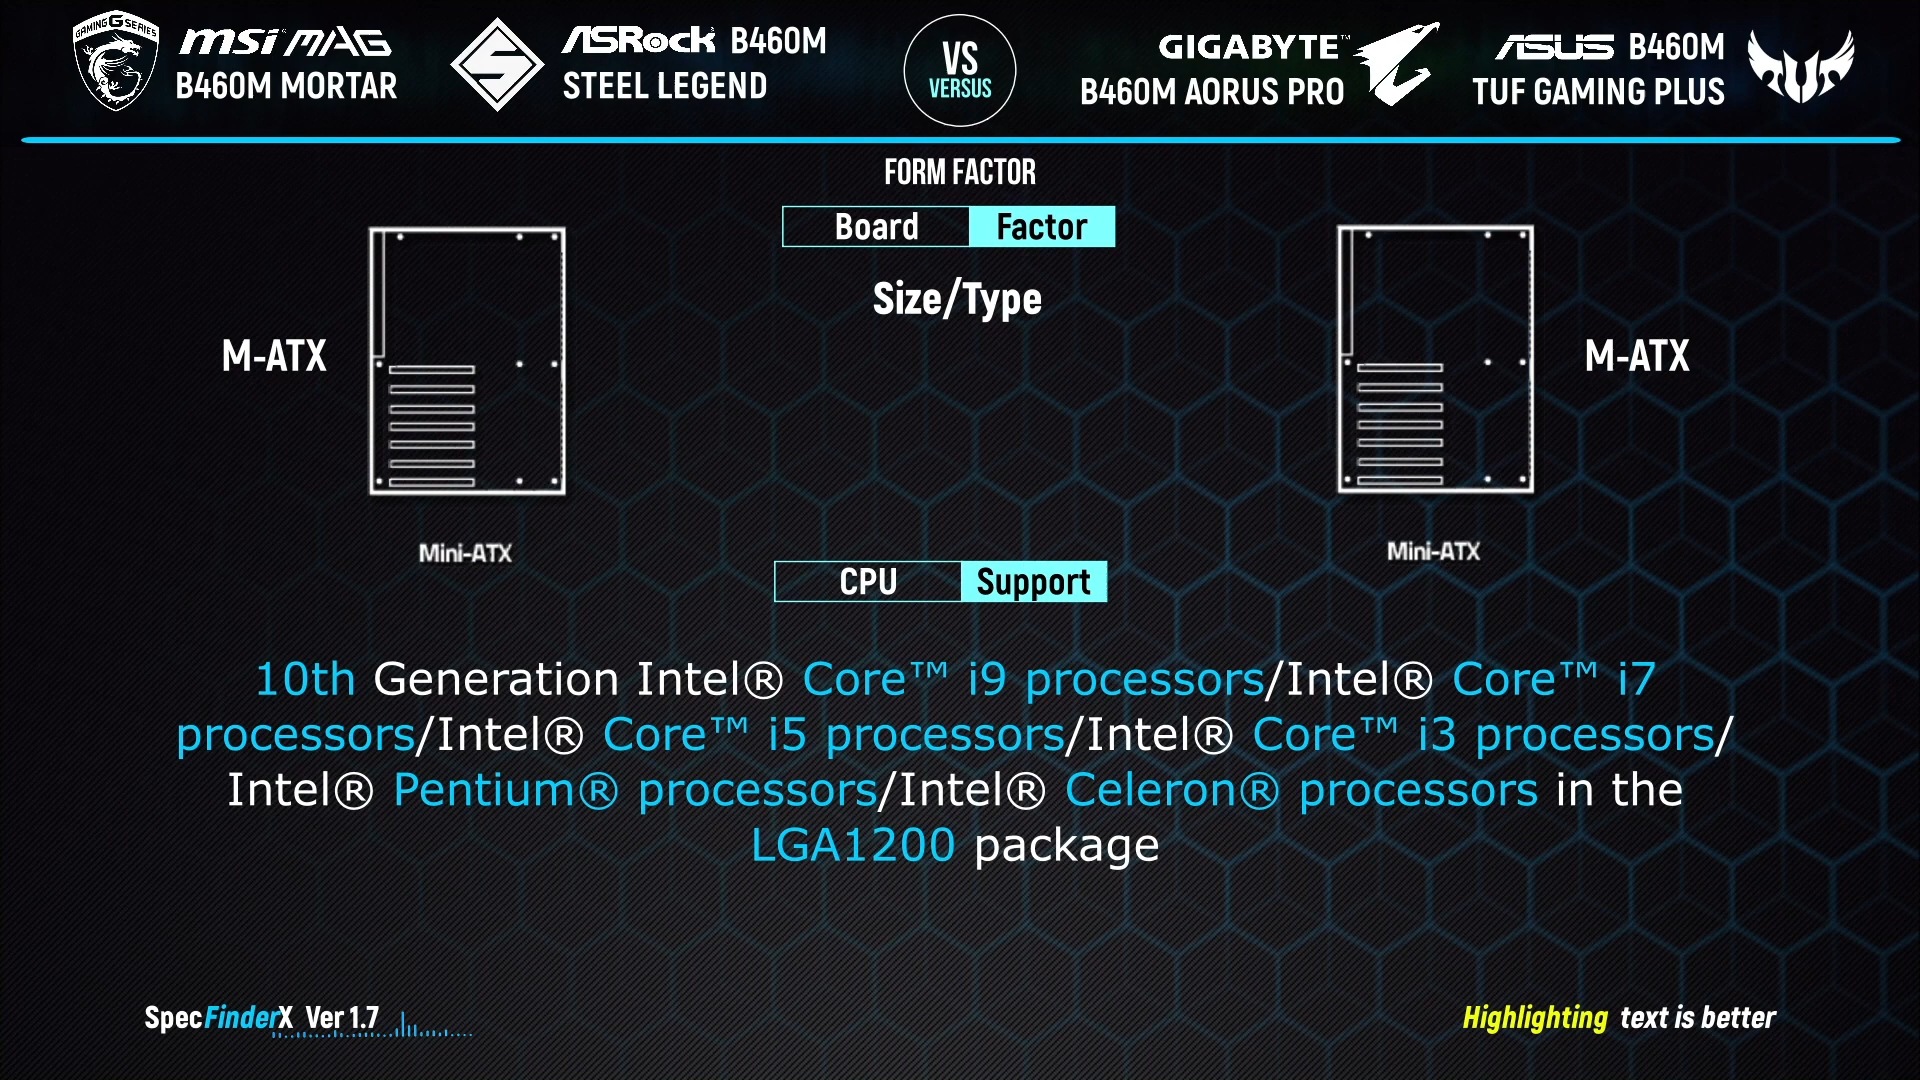 GAMING G SERIES
msi MAG
B460M MORTAR
ASRock B460M
STEEL LEGEND
VS
VERSUS
GIGABYTE™
B460M AORUS PRO
ASUS B460M
TUF GAMING PLUS
FORM FACTOR
Board Factor
Size/Type
M-ATX
M-ATX
Mini-ATX
Mini-ATX
CPU Support
10th Generation Intel® Core™ i9 processors/Intel® Core™ i7
processors/Intel® Core™ i5 processors/Intel® Core™ i3 processors/
Intel® Pentium® processors/Intel® Celeron® processors in the
LGA1200 package
SpecFinderX Ver 1.7
Highlighting text is better